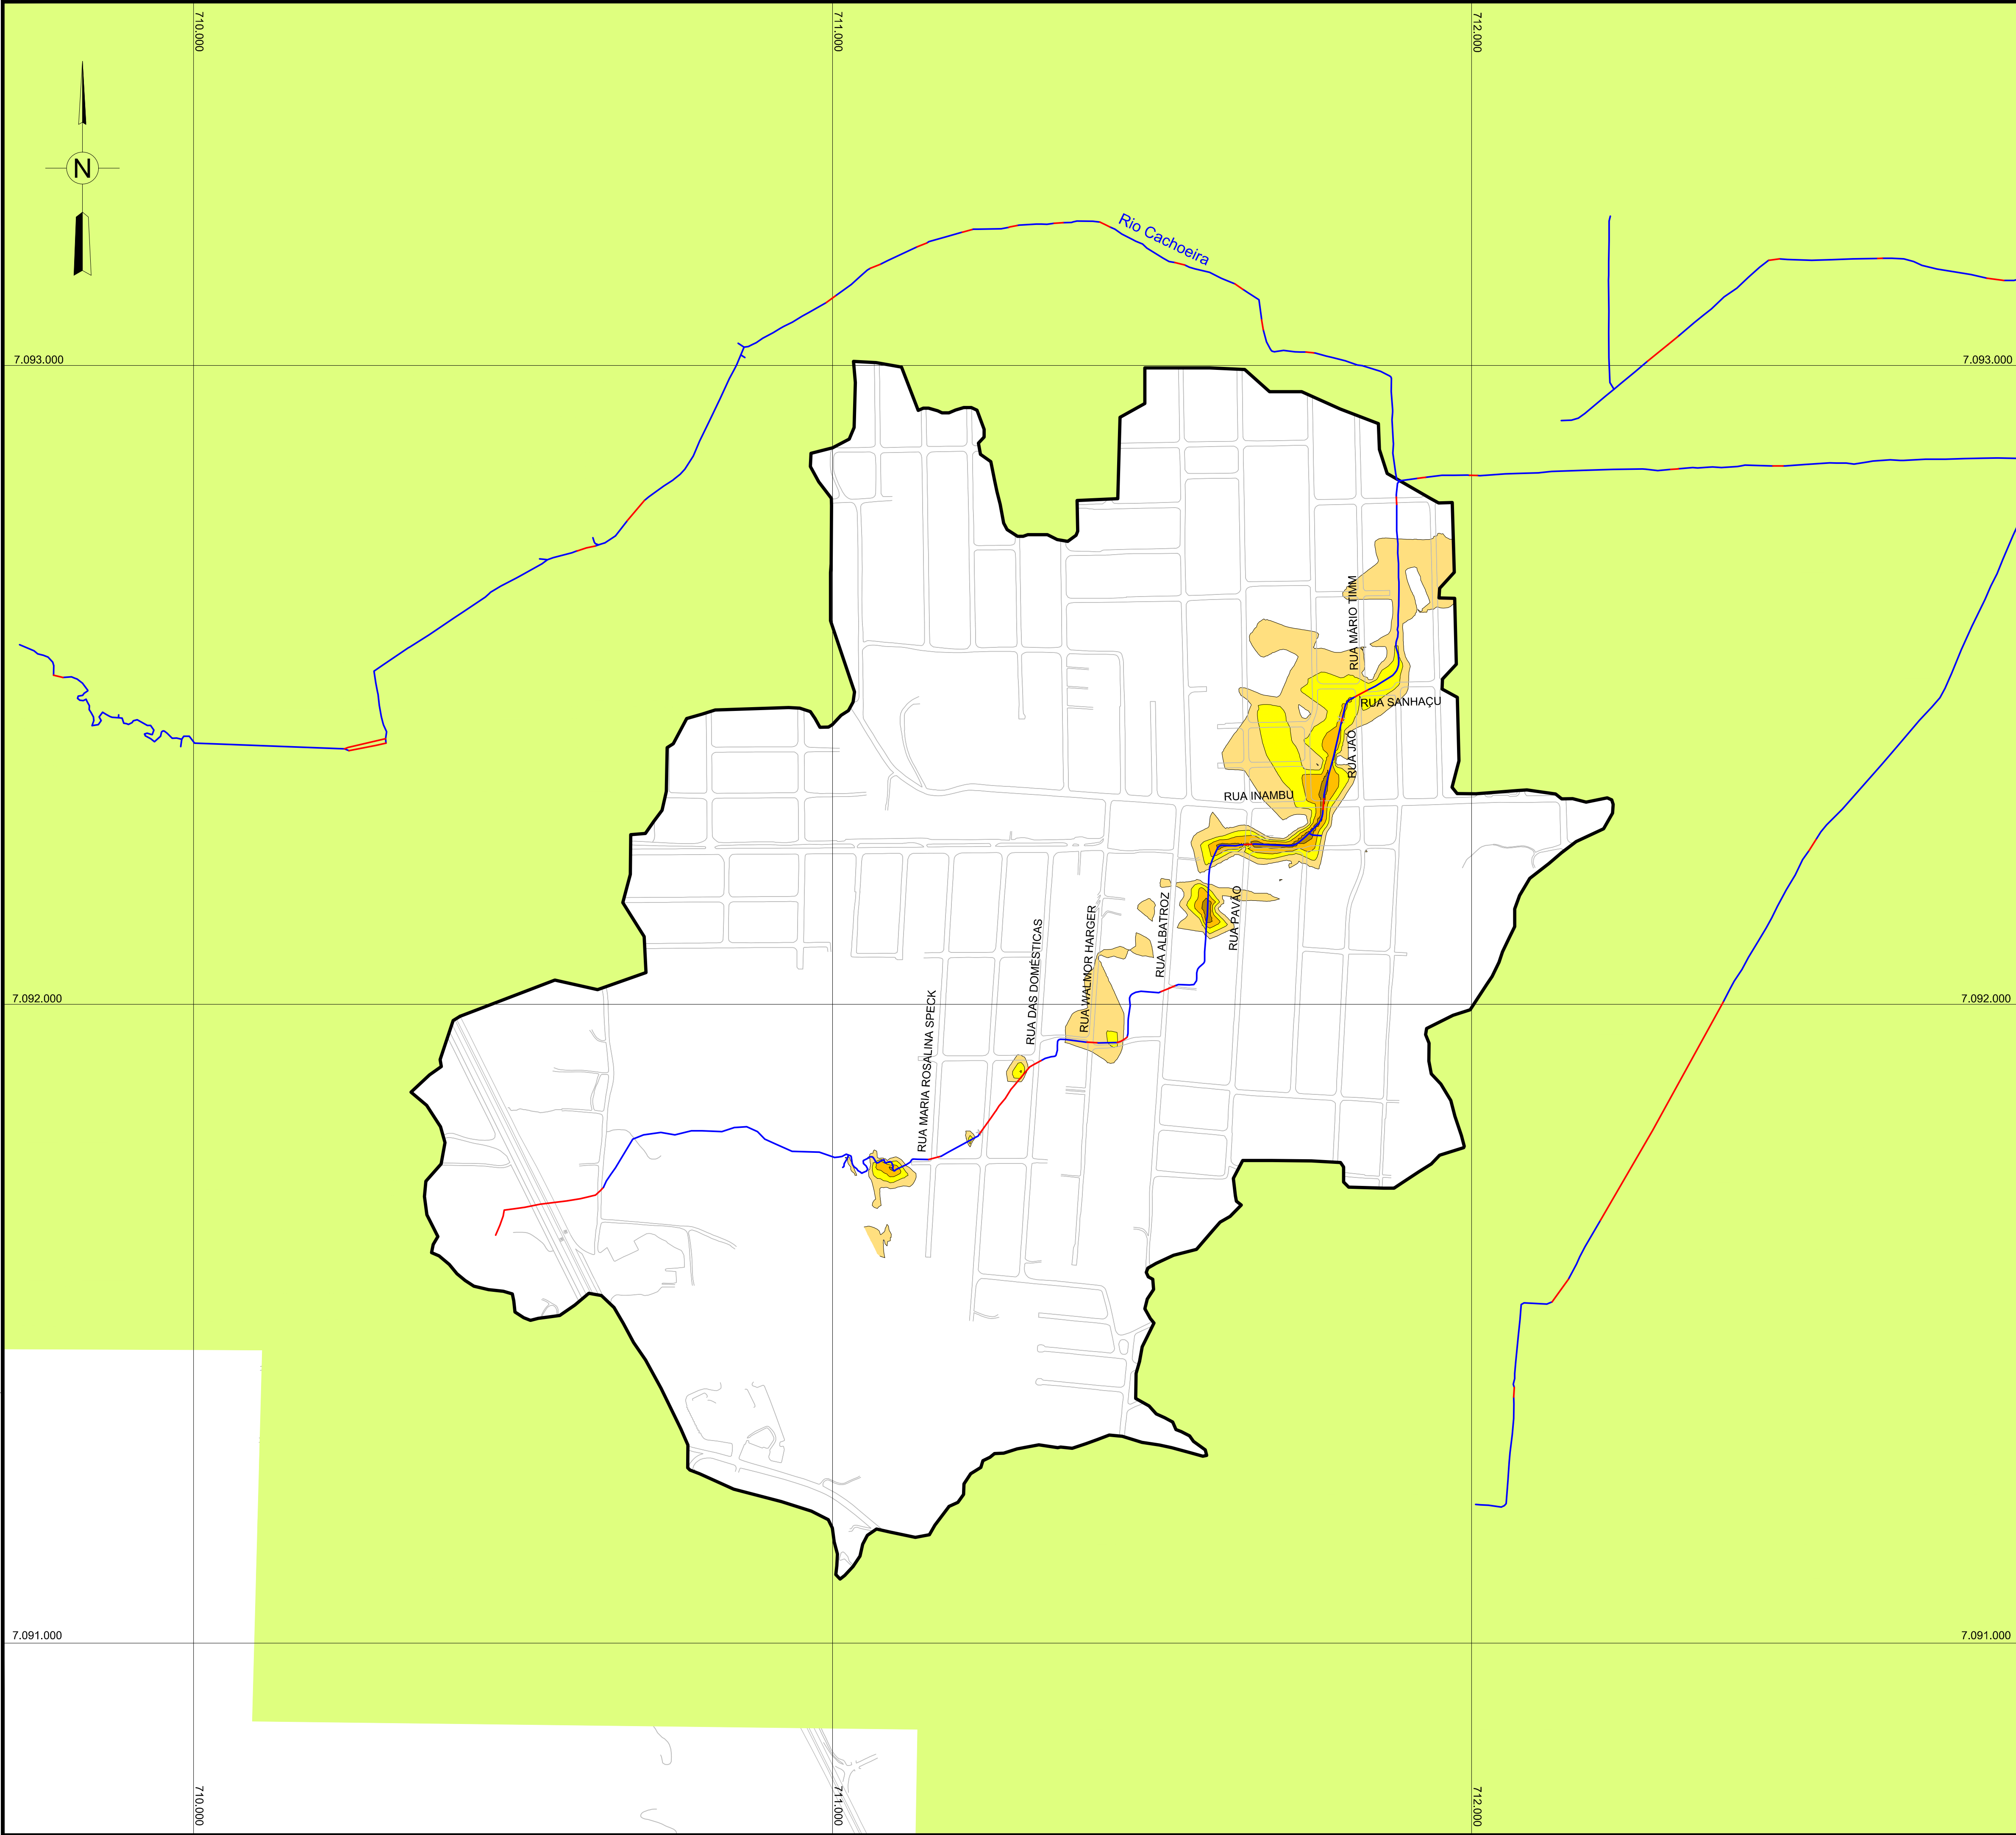 710.000
711.000
712.000
N
Rio Cachoeira
7.093.000
7.093.000
RUA MÁRIO TIMM
RUA SANHAÇU
RUA JAÓ
RUA INAMBU
RUA PAVÃO
RUA ALBATROZ
RUA WALMOR HARGER
RUA DAS DOMÉSTICAS
RUA MARIA ROSALINA SPECK
7.092.000
7.092.000
7.091.000
7.091.000
710.000
711.000
712.000